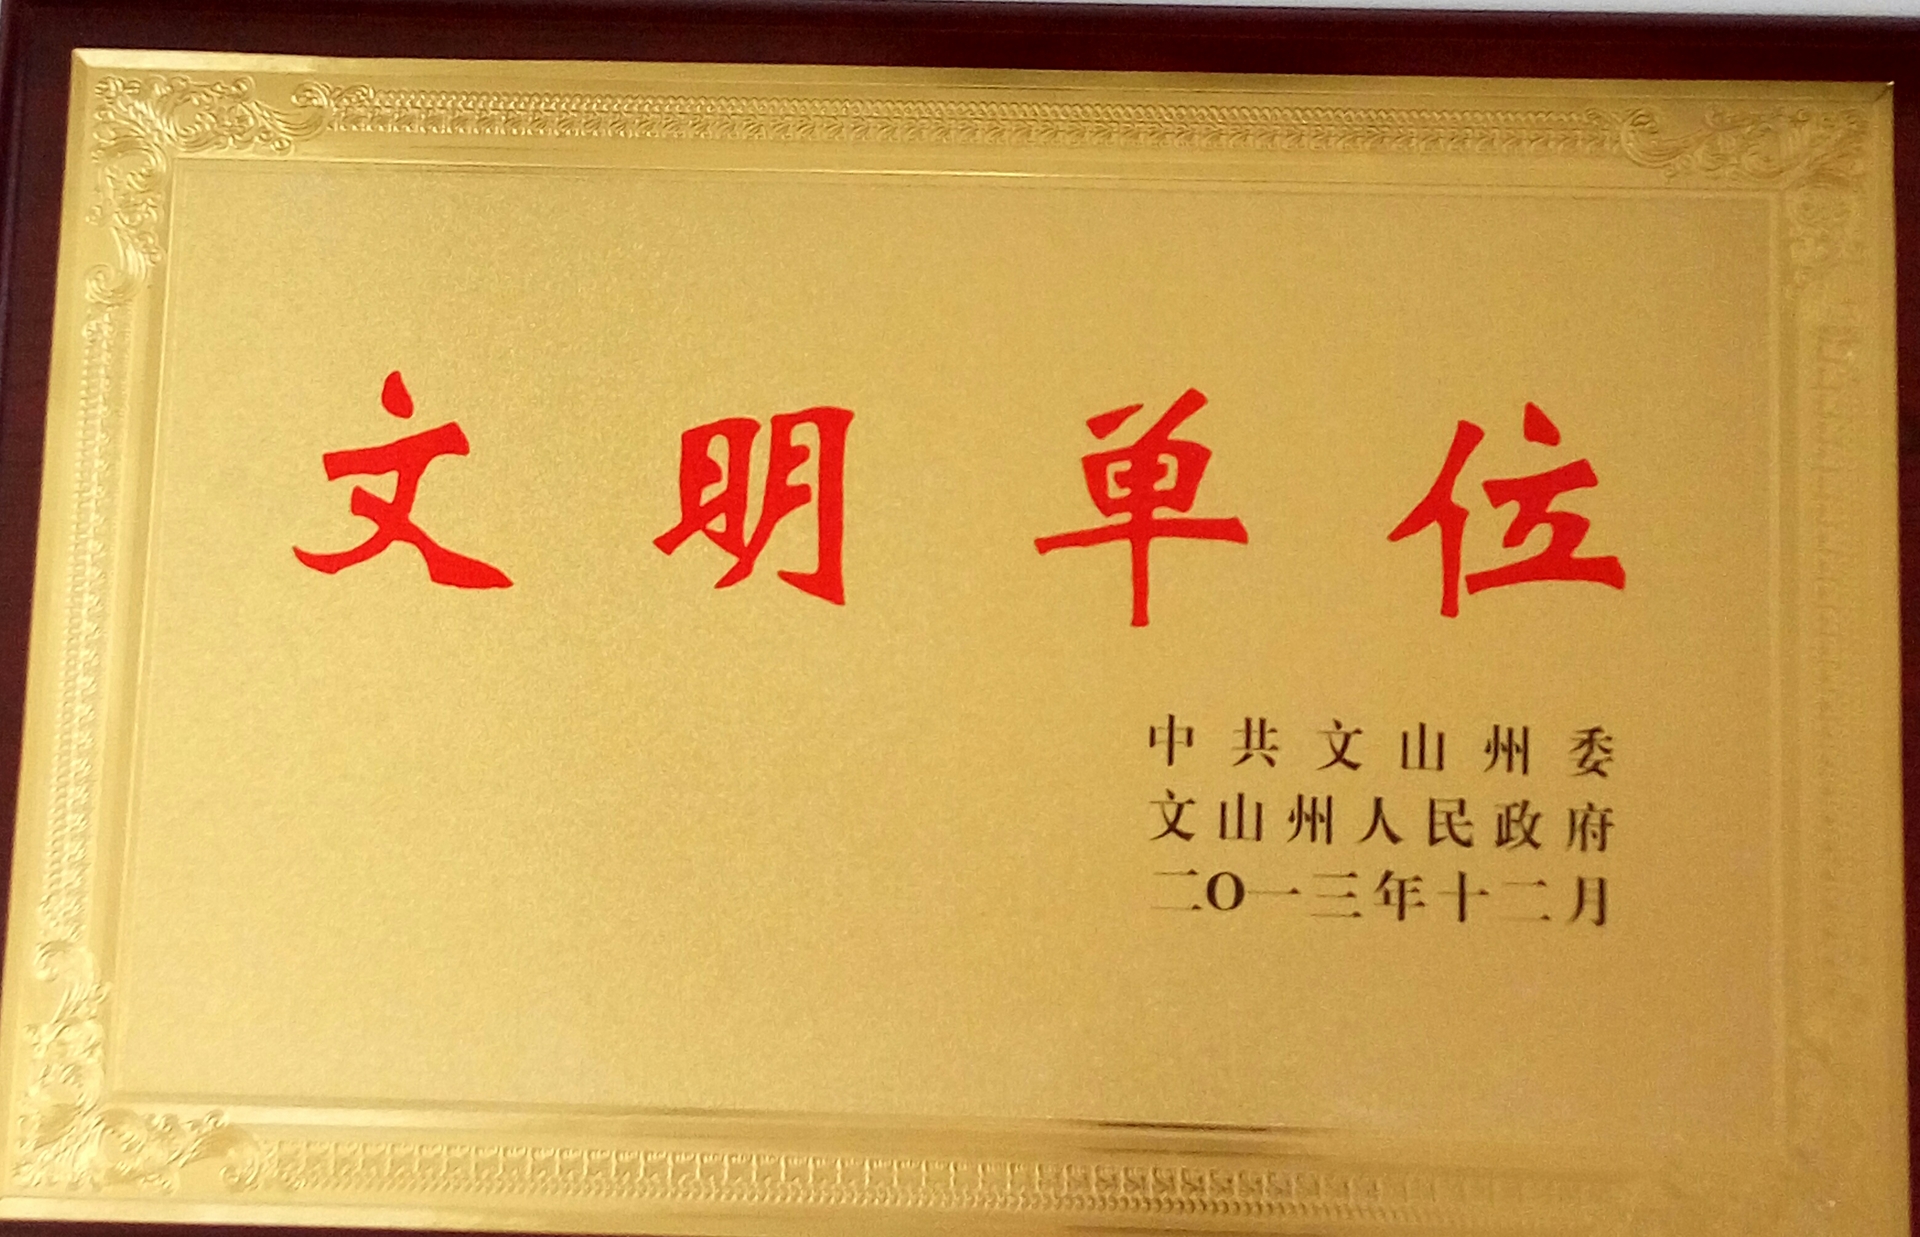 文明单位
中共文山州委
文山州人民政府
二O一三年十二月